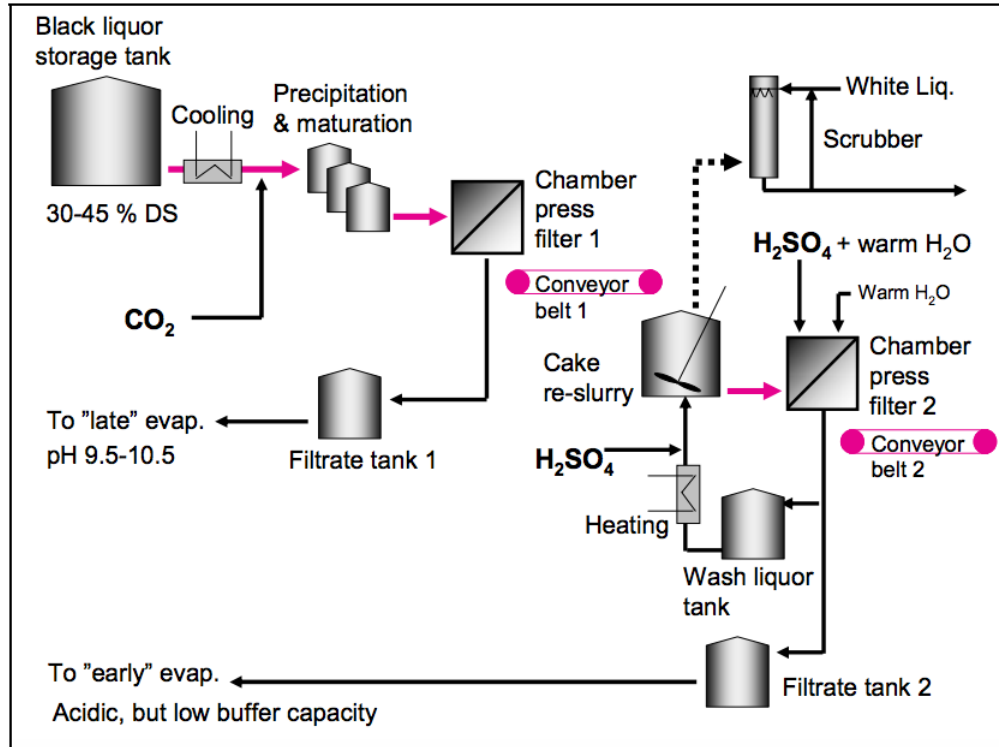 Black liquor
storage tank
Cooling
Precipitation
& maturation
30-45 % DS
CO₂
Chamber
press
filter 1
Conveyor
belt 1
White Liq.
Scrubber
H₂SO₄ + warm H₂O
Warm H₂O
Cake
re-slurry
Chamber
press
filter 2
Conveyor
belt 2
To ”late” evap.
pH 9.5-10.5
Filtrate tank 1
H₂SO₄
Heating
Wash liquor
tank
To ”early” evap.
Acidic, but low buffer capacity
Filtrate tank 2